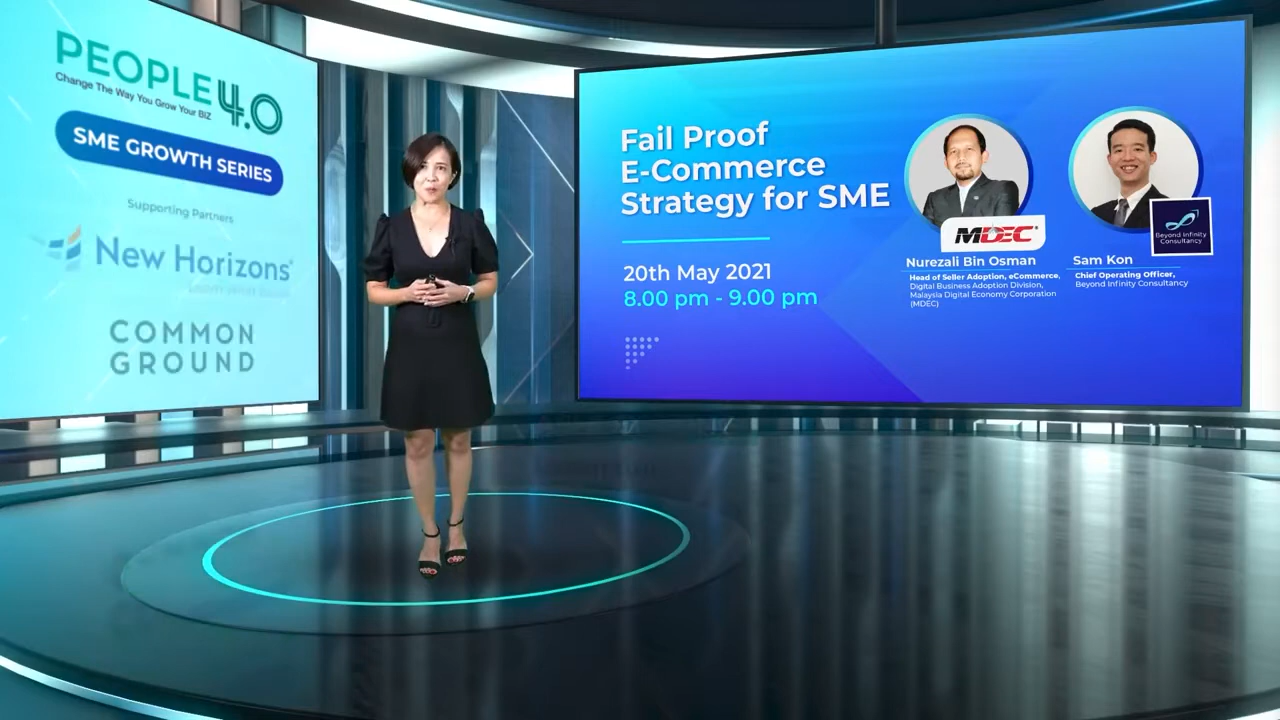 PEOPLE 4.0
Change The Way You Grow Your BIZ
SME GROWTH SERIES
Supporting Partners
New Horizons®
COMMON
GROUND
Fail Proof
E-Commerce
Strategy for SME
20th May 2021
8.00 pm - 9.00 pm
MDEC
Nurezali Bin Osman
Head of Seller Adoption, eCommerce,
Digital Business Adoption Division,
Malaysia Digital Economy Corporation
(MDEC)
Beyond Infinity
Consultancy
Sam Kon
Chief Operating Officer,
Beyond Infinity Consultancy